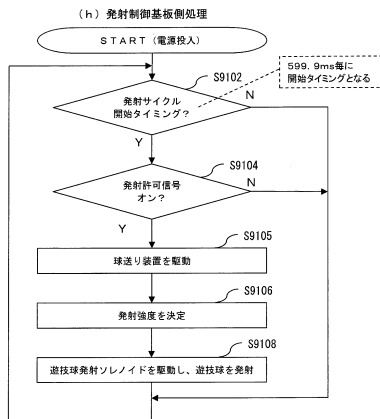 (h) 発射制御基板側処理
START (電源投入)
S9102
599.9ms毎に
開始タイミングとなる
発射サイクル
開始タイミング?
N
Y
S9104
発射許可信号
オン?
N
Y
S9105
球送り装置を駆動
S9106
発射強度を決定
S9108
遊技球発射ソレノイドを駆動し、遊技球を発射